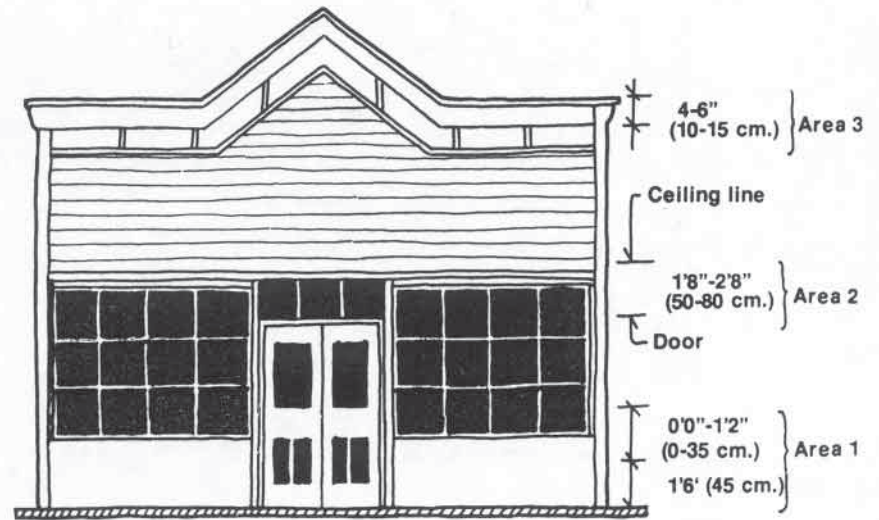 4-6"
(10-15 cm.)
Area 3
Ceiling line
1'8"-2'8"
(50-80 cm.)
Area 2
Door
0'0"-1'2"
(0-35 cm.)
Area 1
1'6' (45 cm.)